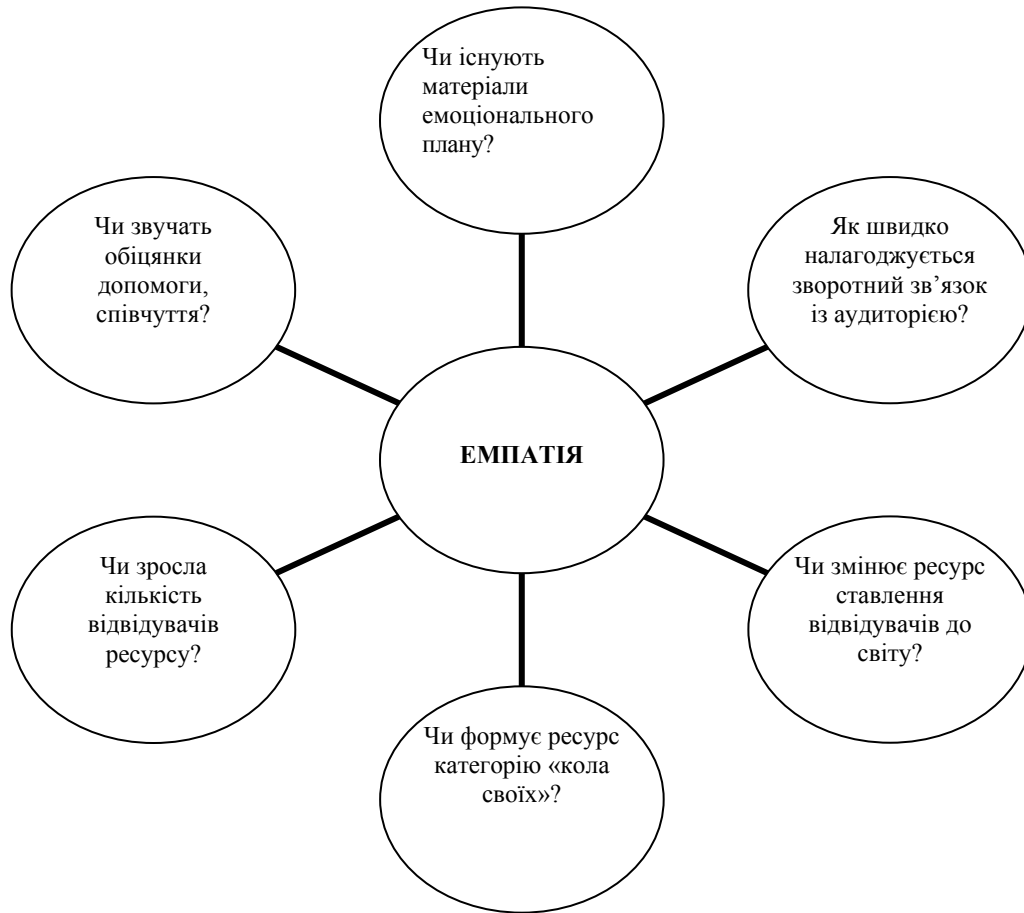 Чи існують
матеріали
емоціонального
плану?
Чи звучать
обіцянки
допомоги,
співчуття?
Як швидко
налагоджується
зворотний зв’язок
із аудиторією?
ЕМПАТІЯ
Чи зросла
кількість
відвідувачів
ресурсу?
Чи змінює ресурс
ставлення
відвідувачів до
світу?
Чи формує ресурс
категорію «кола
своїх»?